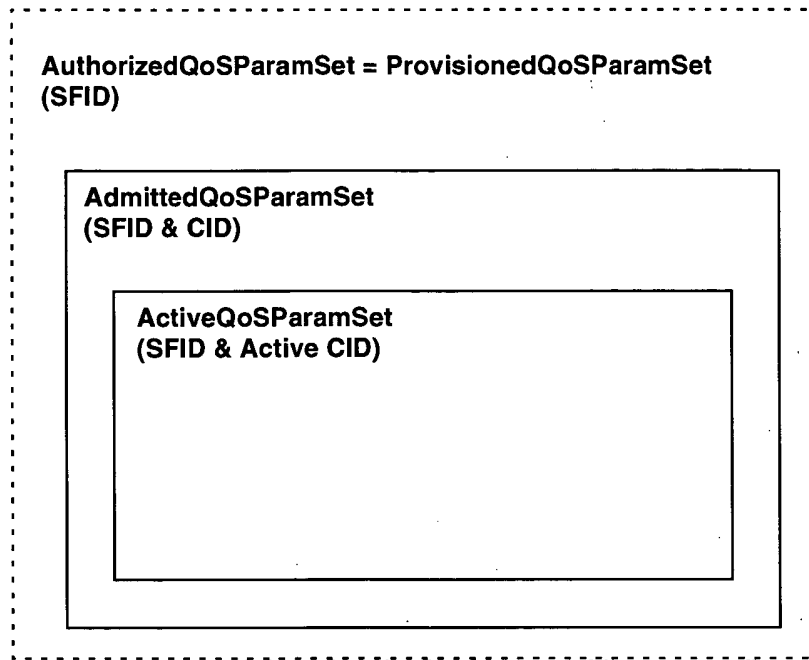 AuthorizedQoSParamSet = ProvisionedQoSParamSet
(SFID)
AdmittedQoSParamSet
(SFID & CID)
ActiveQoSParamSet
(SFID & Active CID)